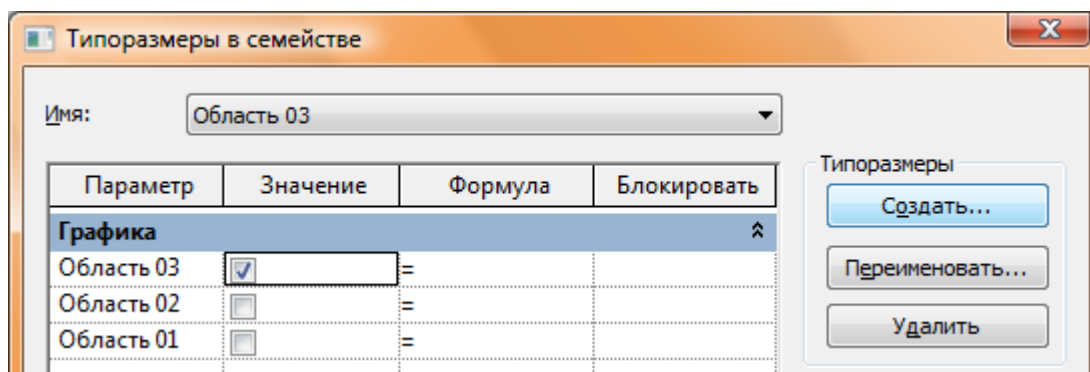 Типоразмеры в семействе
Имя: Область 03
Параметр Значение Формула Блокировать
Графика
Область 03 =
Область 02 =
Область 01 =
Типоразмеры
Создать...
Переименовать...
Удалить